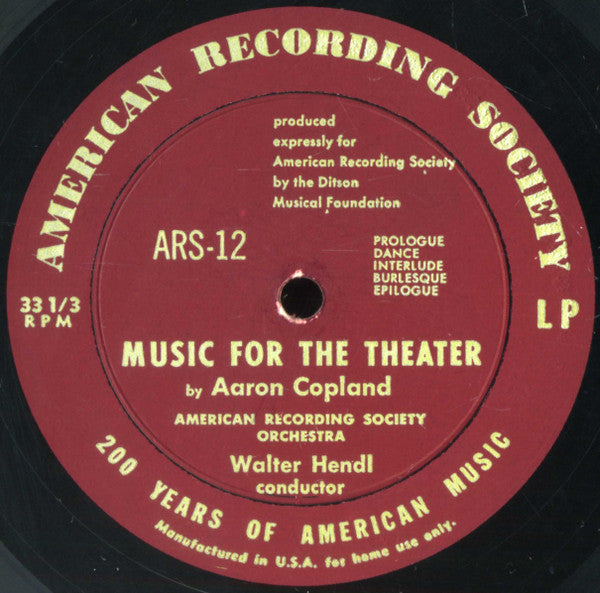 AMERICAN RECORDING SOCIETY
produced
expressly for
American Recording Society
by the Ditson
Musical Foundation
ARS-12
PROLOGUE
DANCE
INTERLUDE
BURLESQUE
EPILOGUE
33 1/3
RPM
LP
MUSIC FOR THE THEATER
by Aaron Copland
AMERICAN RECORDING SOCIETY
ORCHESTRA
Walter Hendl
conductor
200 YEARS OF AMERICAN MUSIC
Manufactured in U.S.A. for home use only.